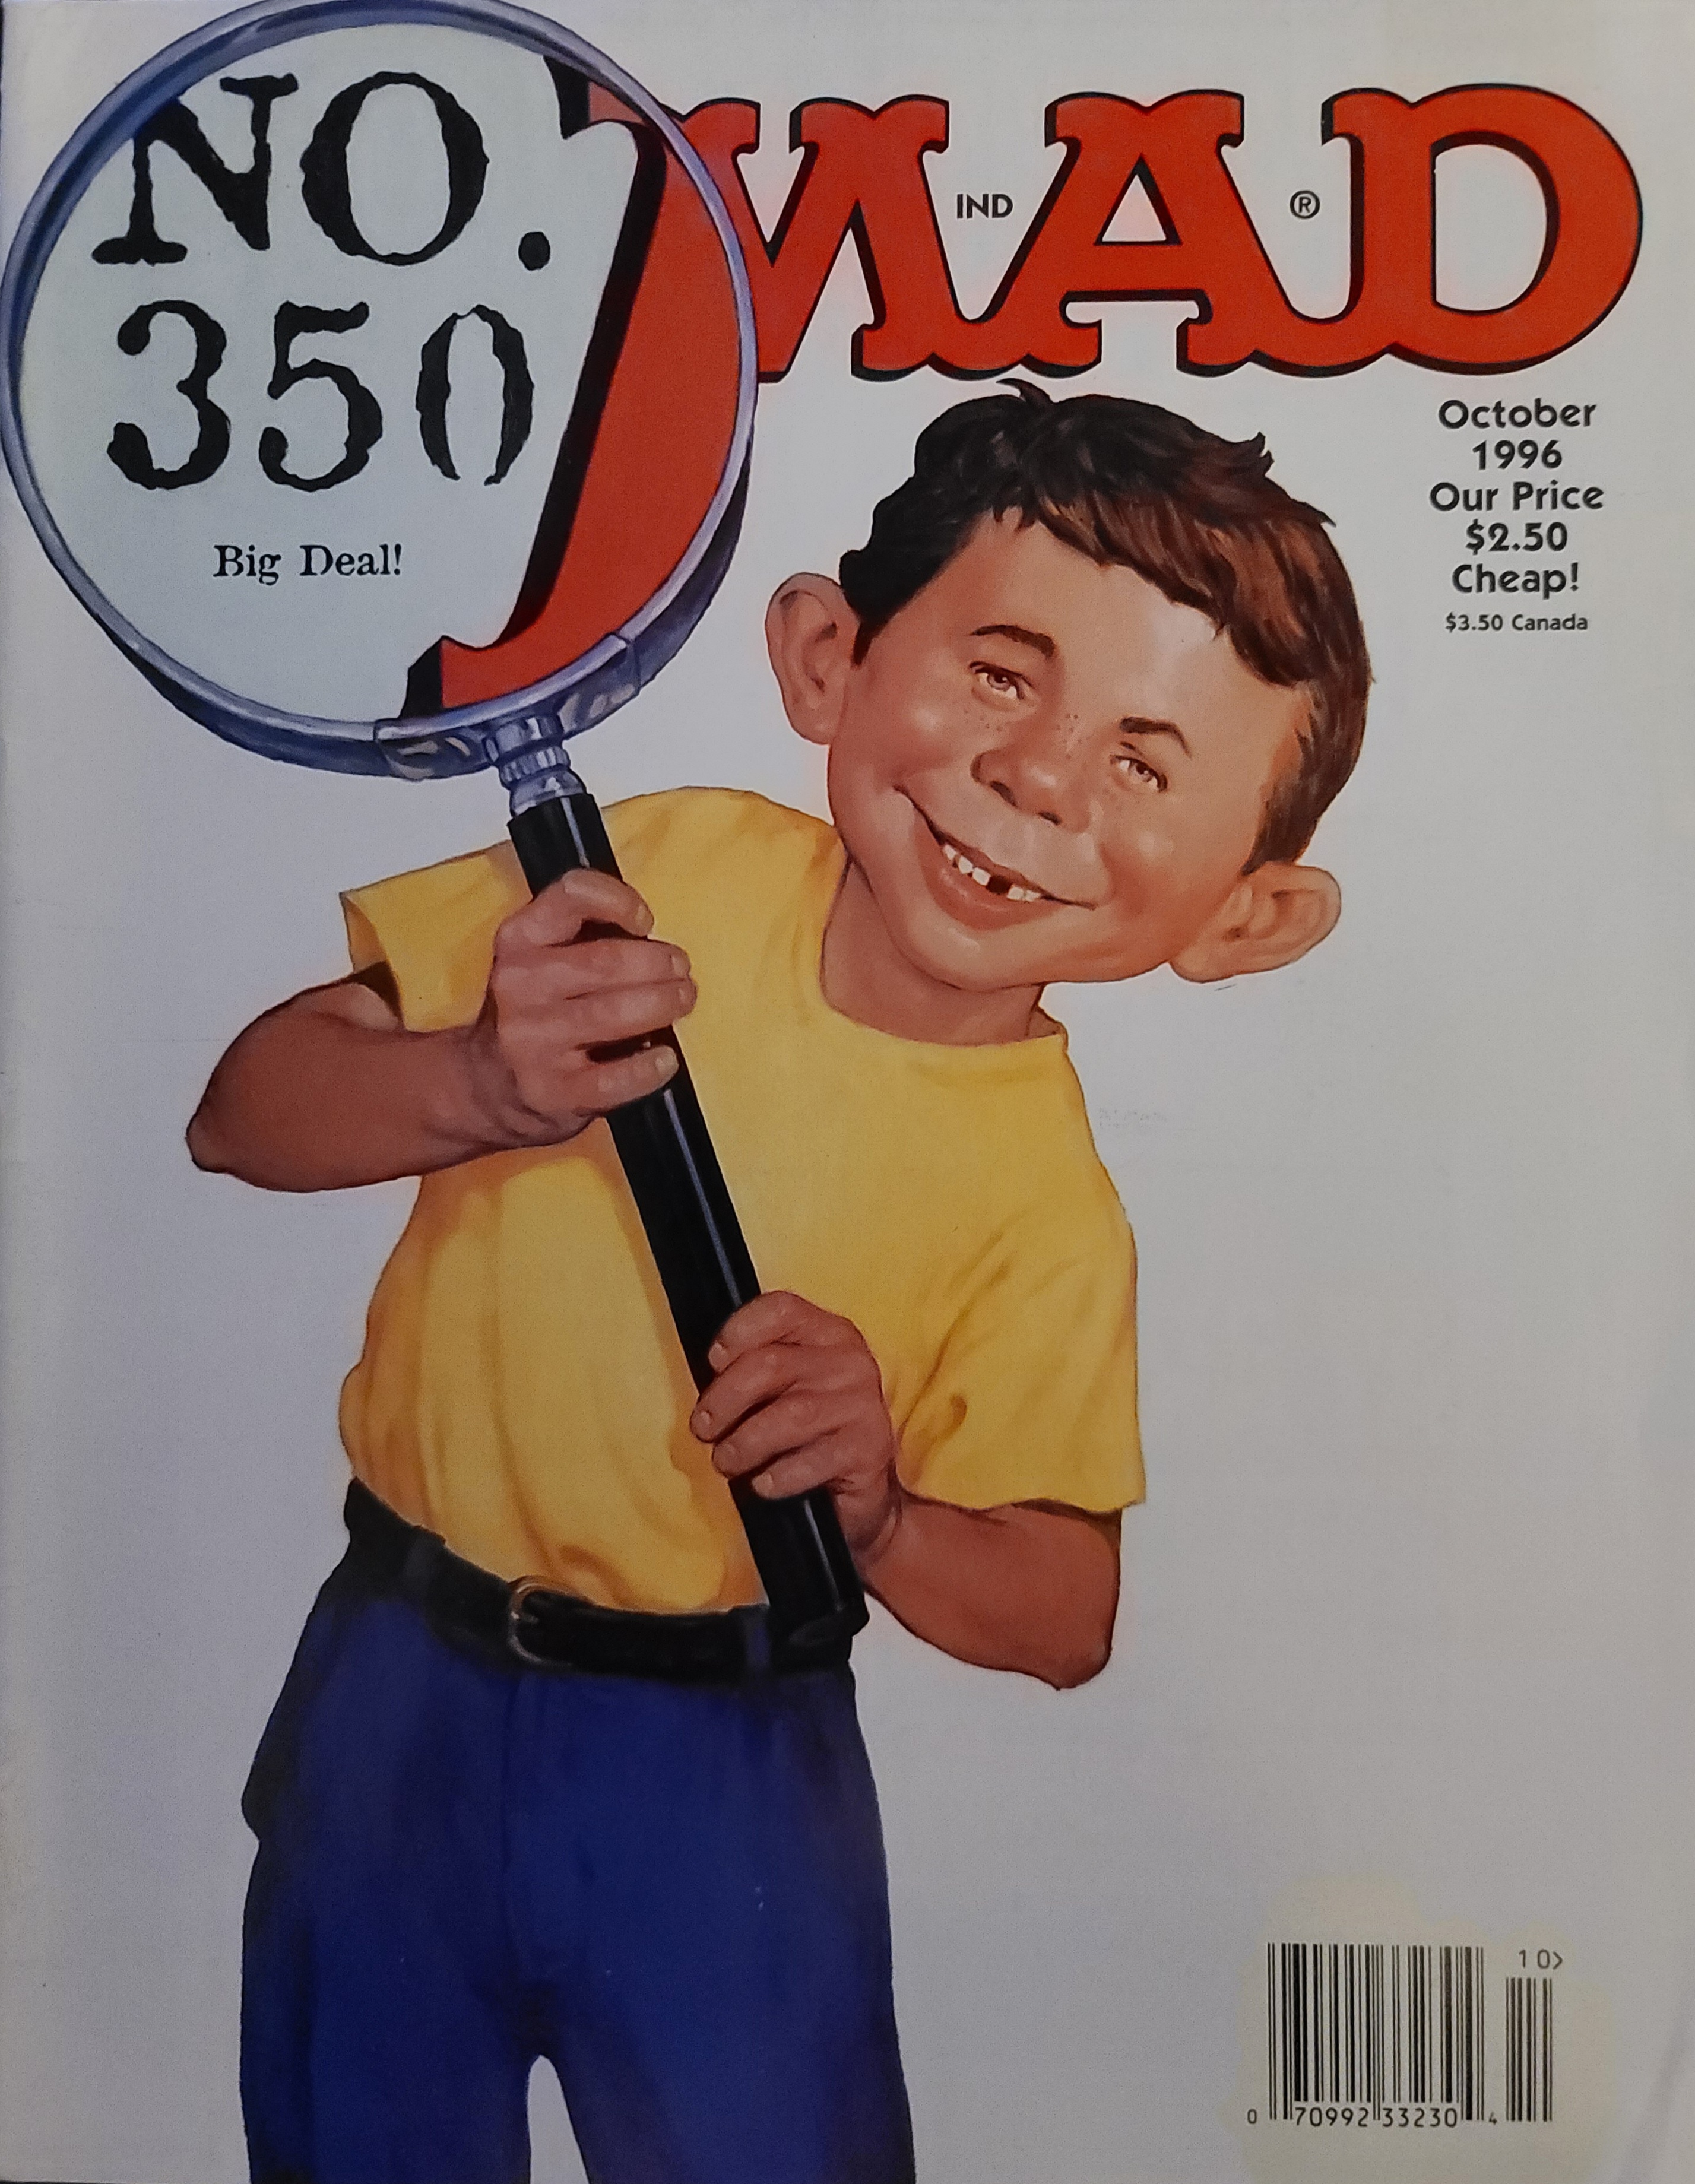 NO.
350
Big Deal!
MAD
IND
®
October
1996
Our Price
$2.50
Cheap!
$3.50 Canada
10>
0 70992 33230 4